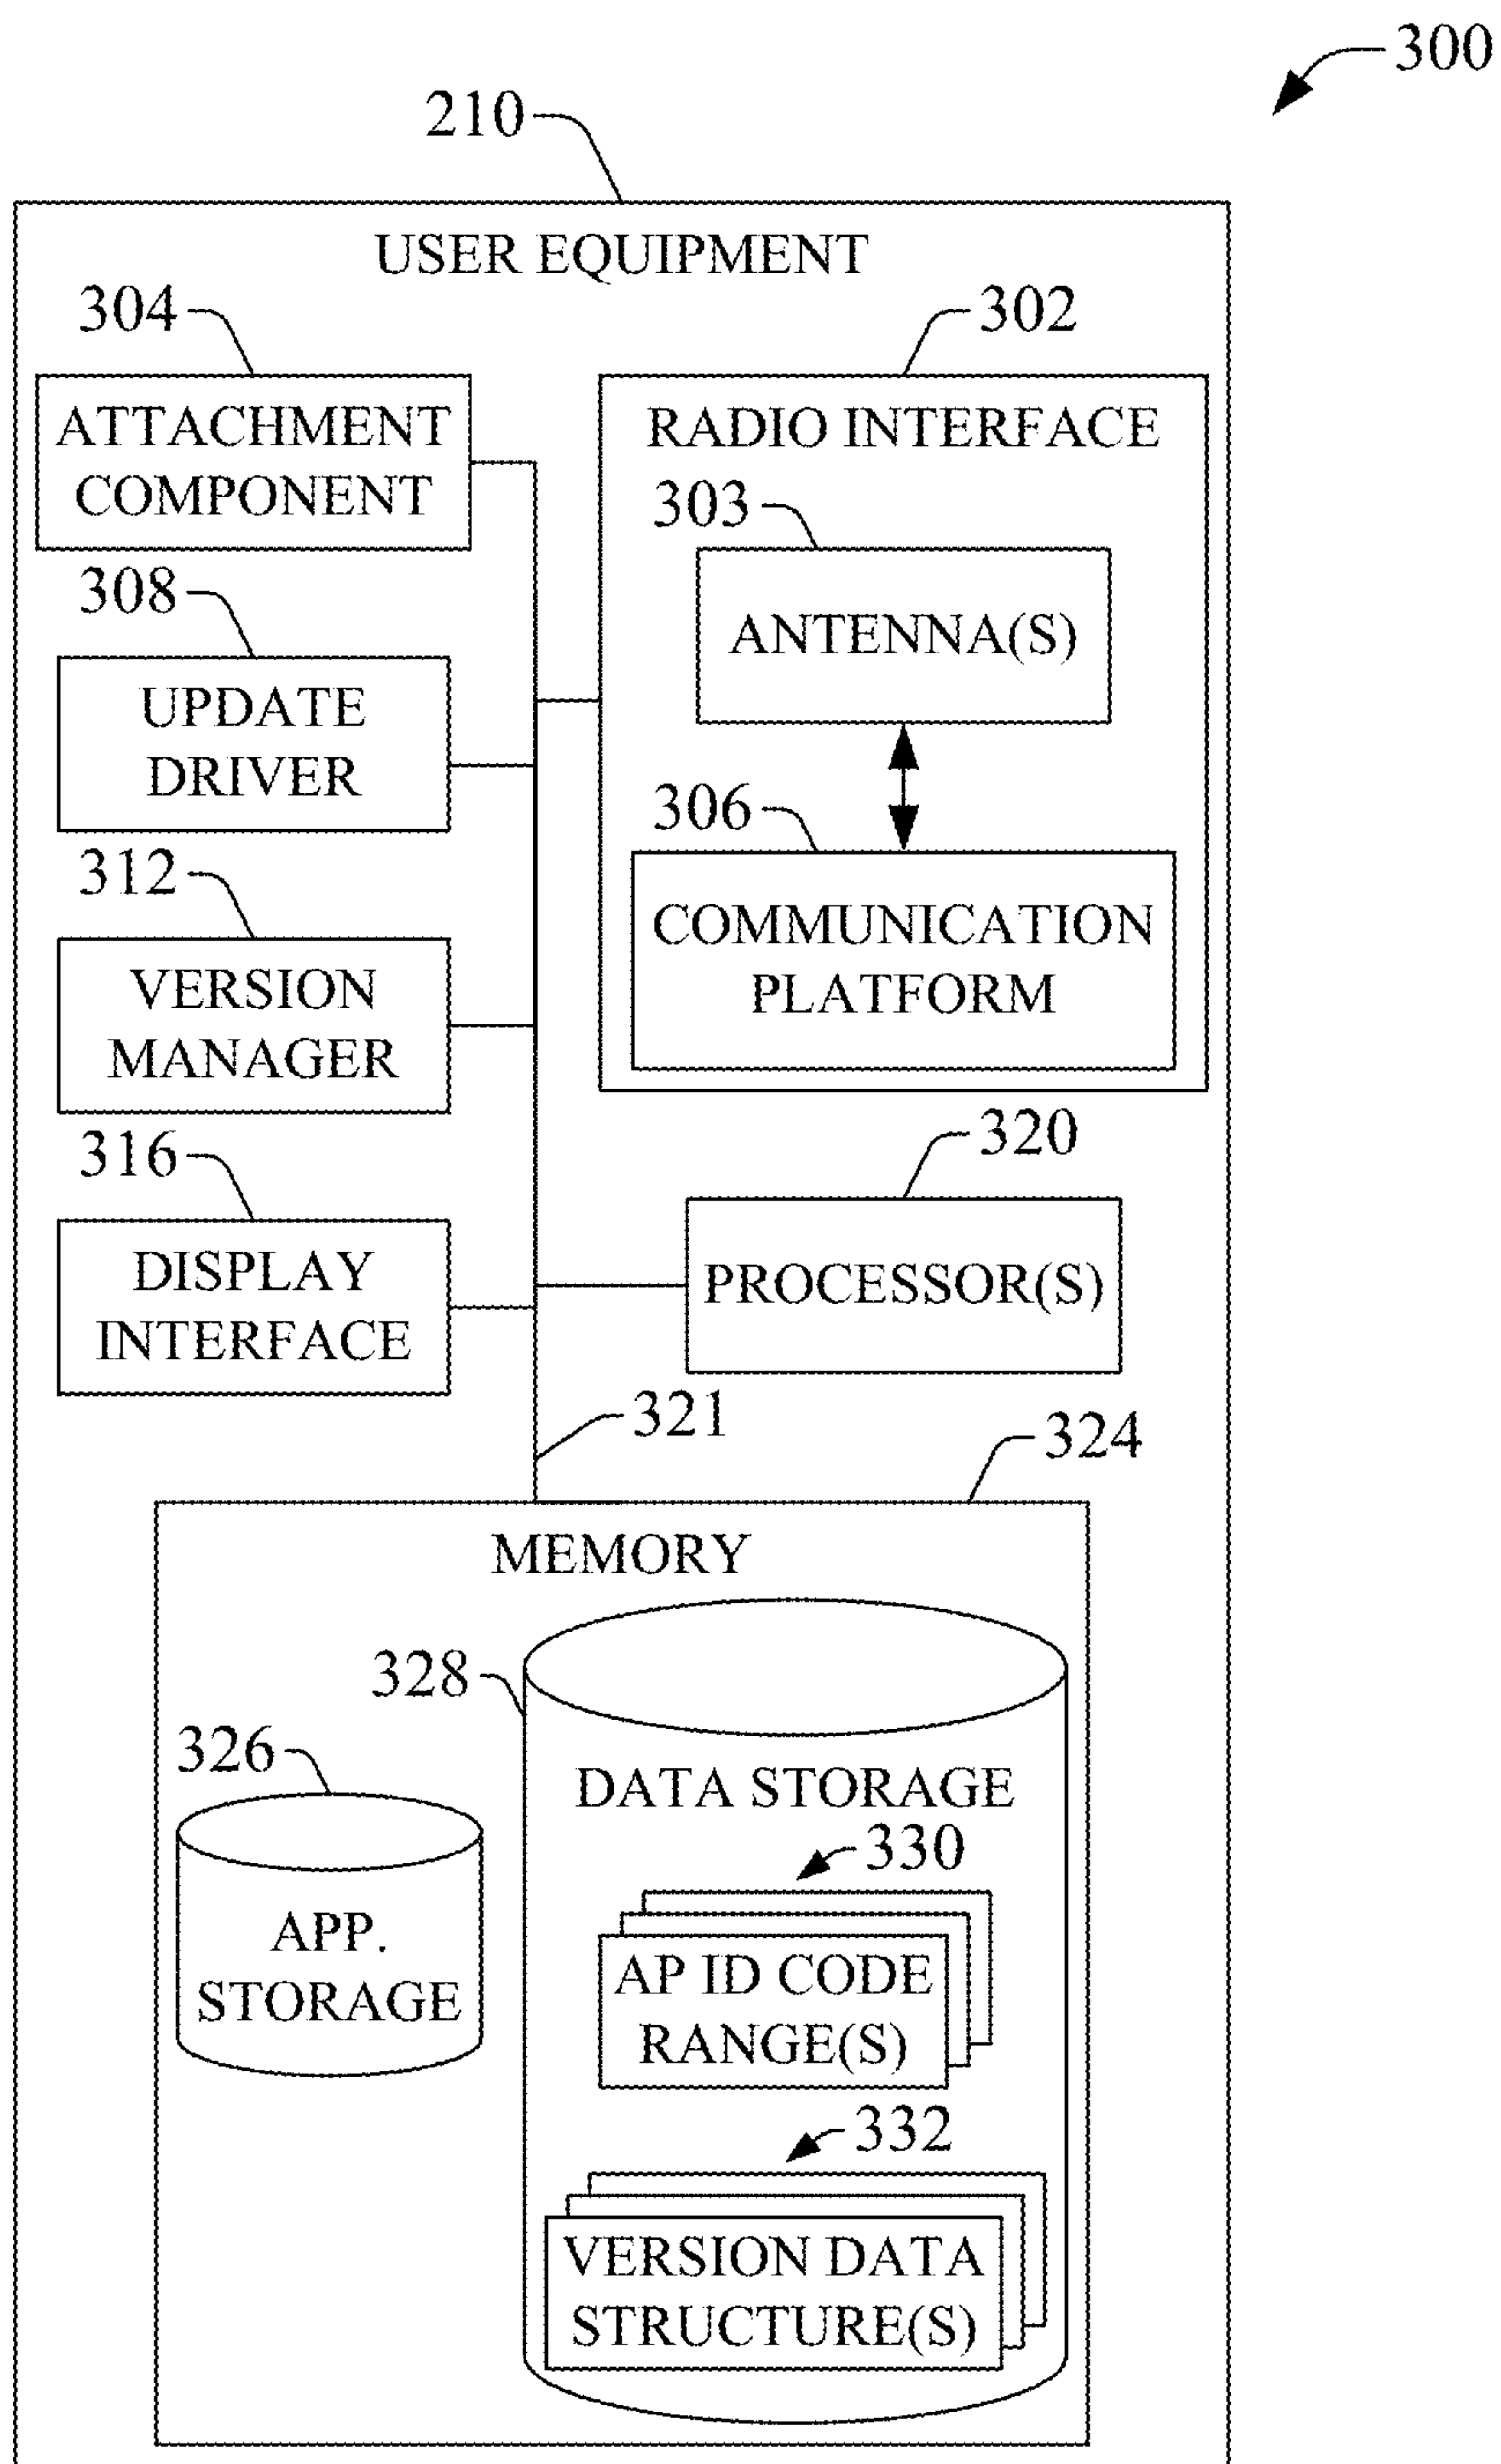 300
210
USER EQUIPMENT
304
302
ATTACHMENT
COMPONENT
RADIO INTERFACE
303
ANTENNA(S)
308
UPDATE
DRIVER
306
COMMUNICATION
PLATFORM
312
VERSION
MANAGER
316
320
DISPLAY
INTERFACE
PROCESSOR(S)
321
324
MEMORY
328
326
DATA STORAGE
330
APP.
STORAGE
AP ID CODE
RANGE(S)
332
VERSION DATA
STRUCTURE(S)